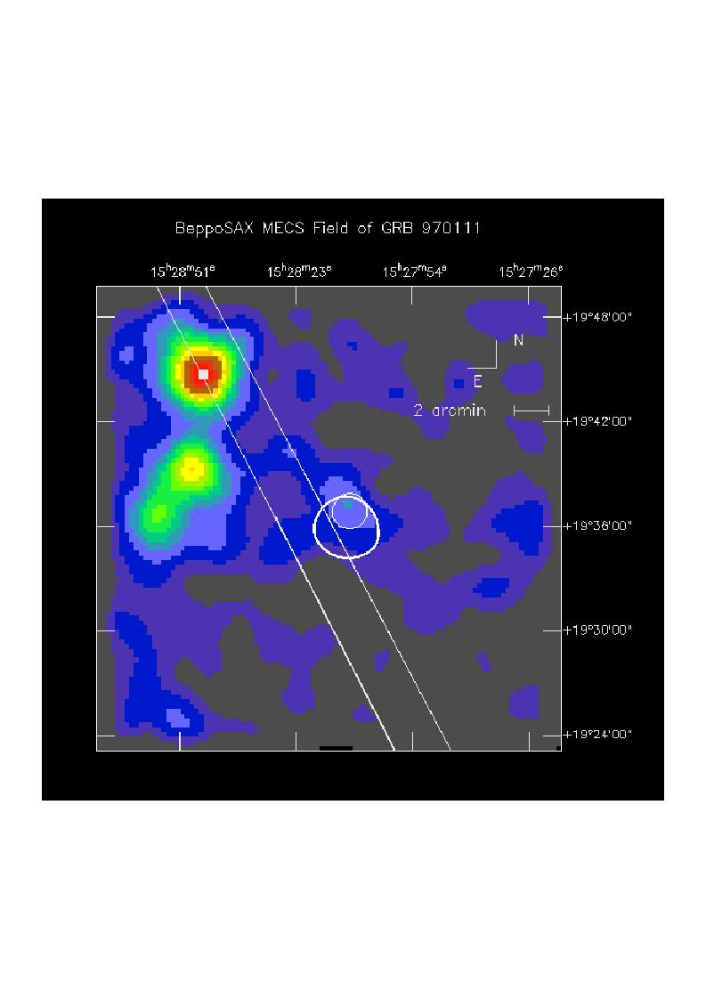 BeppoSAX MECS Field of GRB 970111
15ʰ28ᵐ51ˢ 15ʰ28ᵐ23ˢ 15ʰ27ᵐ54ˢ 15ʰ27ᵐ26ˢ
+19°48'00"
N
E
2 arcmin
+19°42'00"
+19°36'00"
+19°30'00"
+19°24'00"